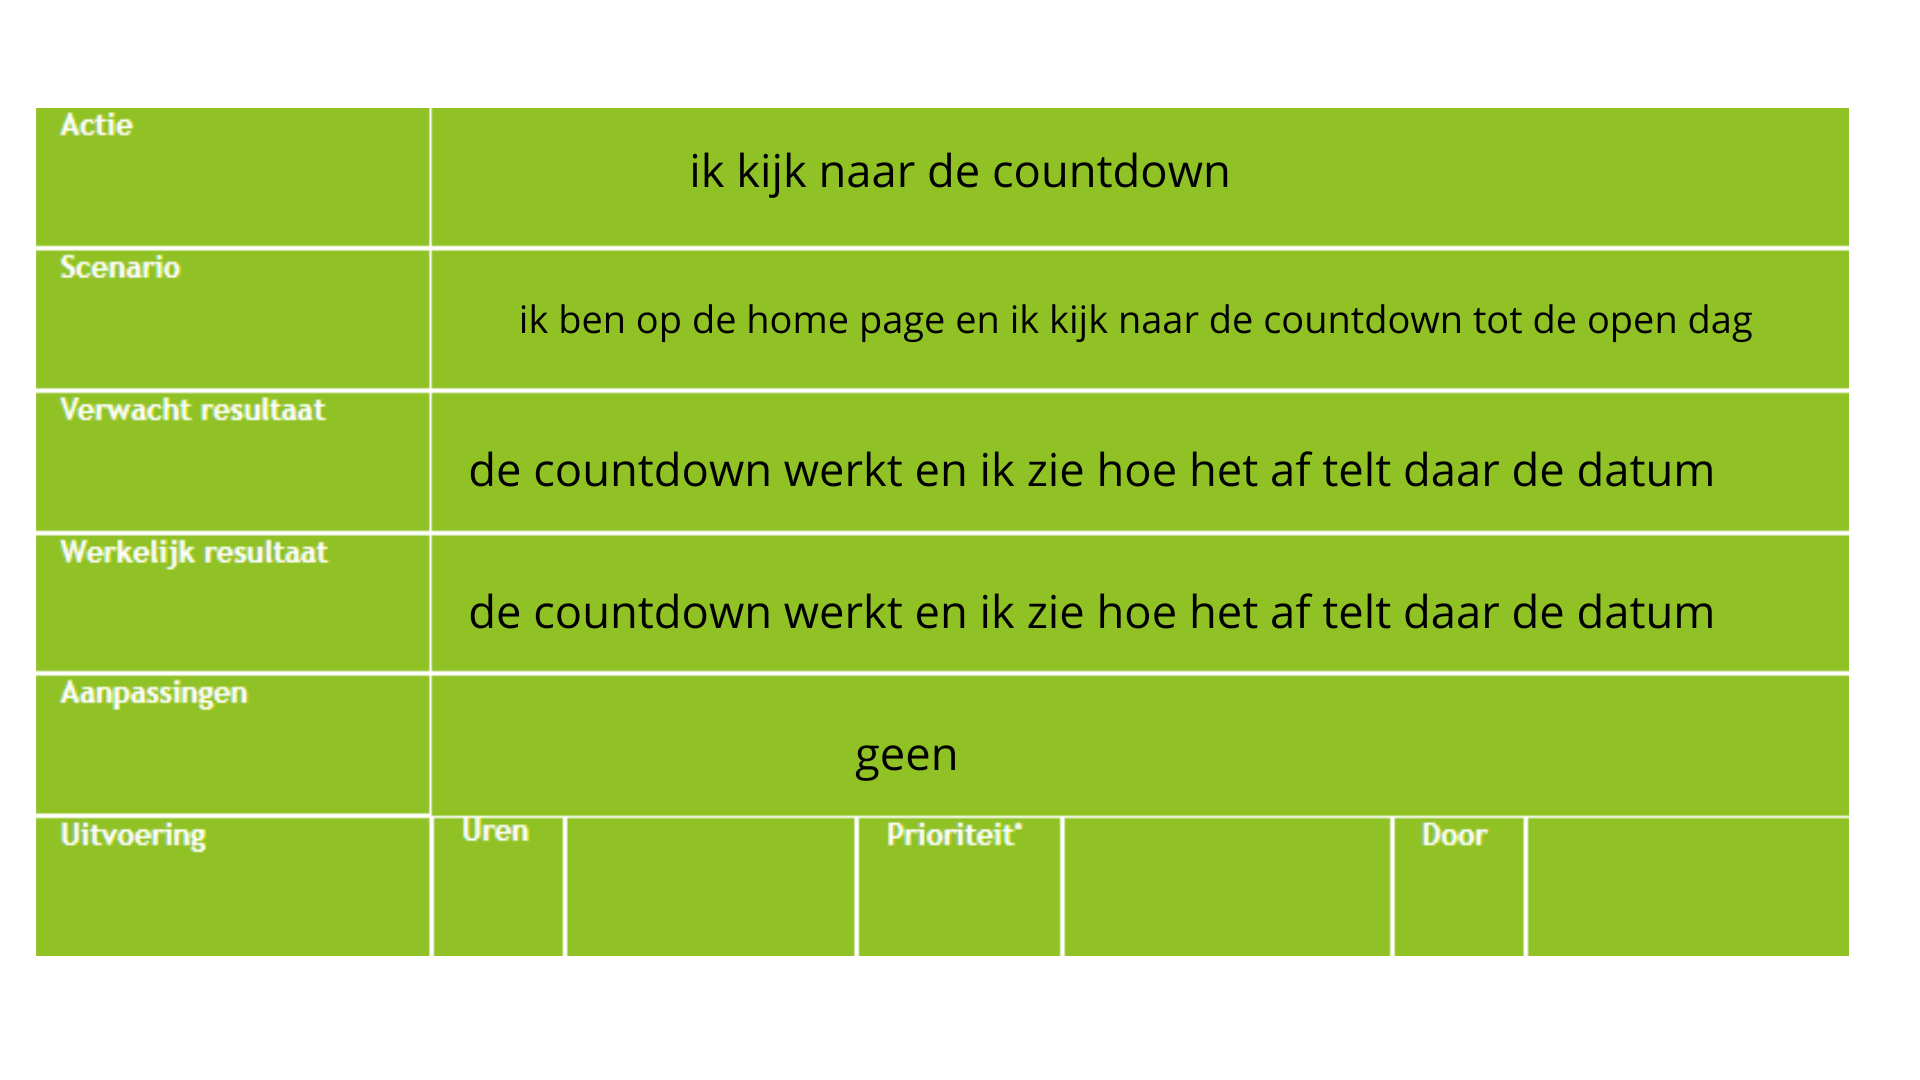 Actie
ik kijk naar de countdown
Scenario
ik ben op de home page en ik kijk naar de countdown tot de open dag
Verwacht resultaat
de countdown werkt en ik zie hoe het af telt daar de datum
Werkelijk resultaat
de countdown werkt en ik zie hoe het af telt daar de datum
Aanpassingen
geen
Uitvoering Uren Prioriteit* Door